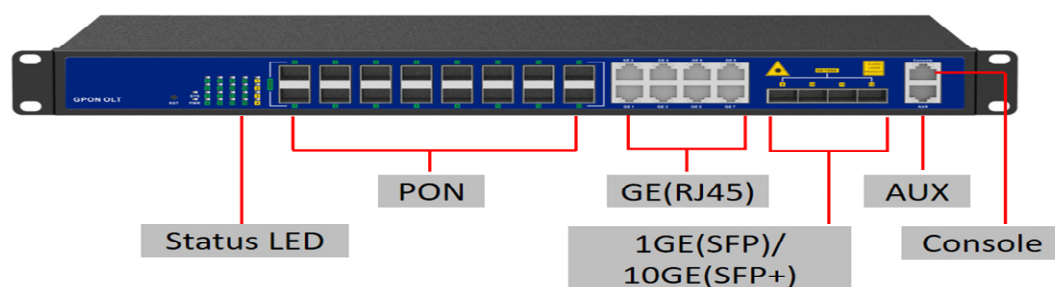 GE 2 GE 4 GE 6 GE 8
Console
GPON OLT
RST
PWR
GE 1 GE 3 GE 5 GE 7
AUX
PON
GE(RJ45)
AUX
Status LED
1GE(SFP)/
10GE(SFP+)
Console